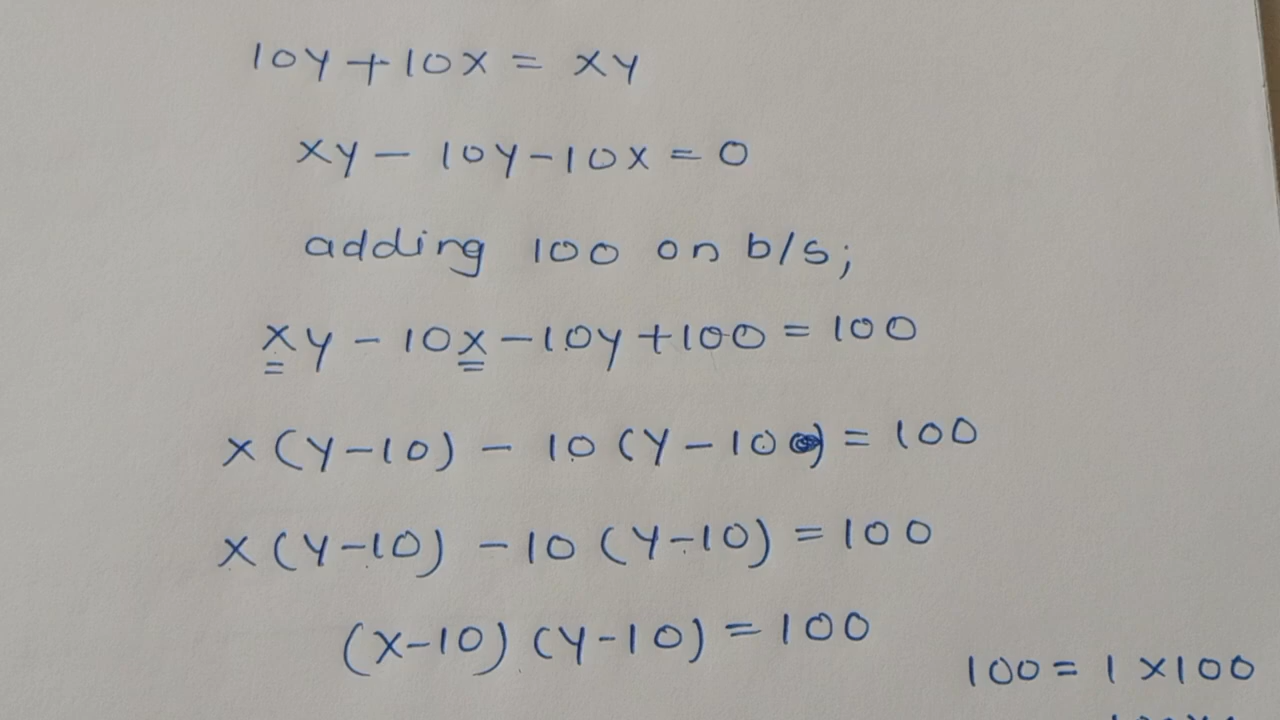 10y + 10x = xy
xy - 10y - 10x = 0
adding 100 on b/s;
xy - 10x - 10y + 100 = 100
x(y-10) - 10(y-10) = 100
x(y-10) - 10(y-10) = 100
(x-10)(y-10) = 100
100 = 1 x 100